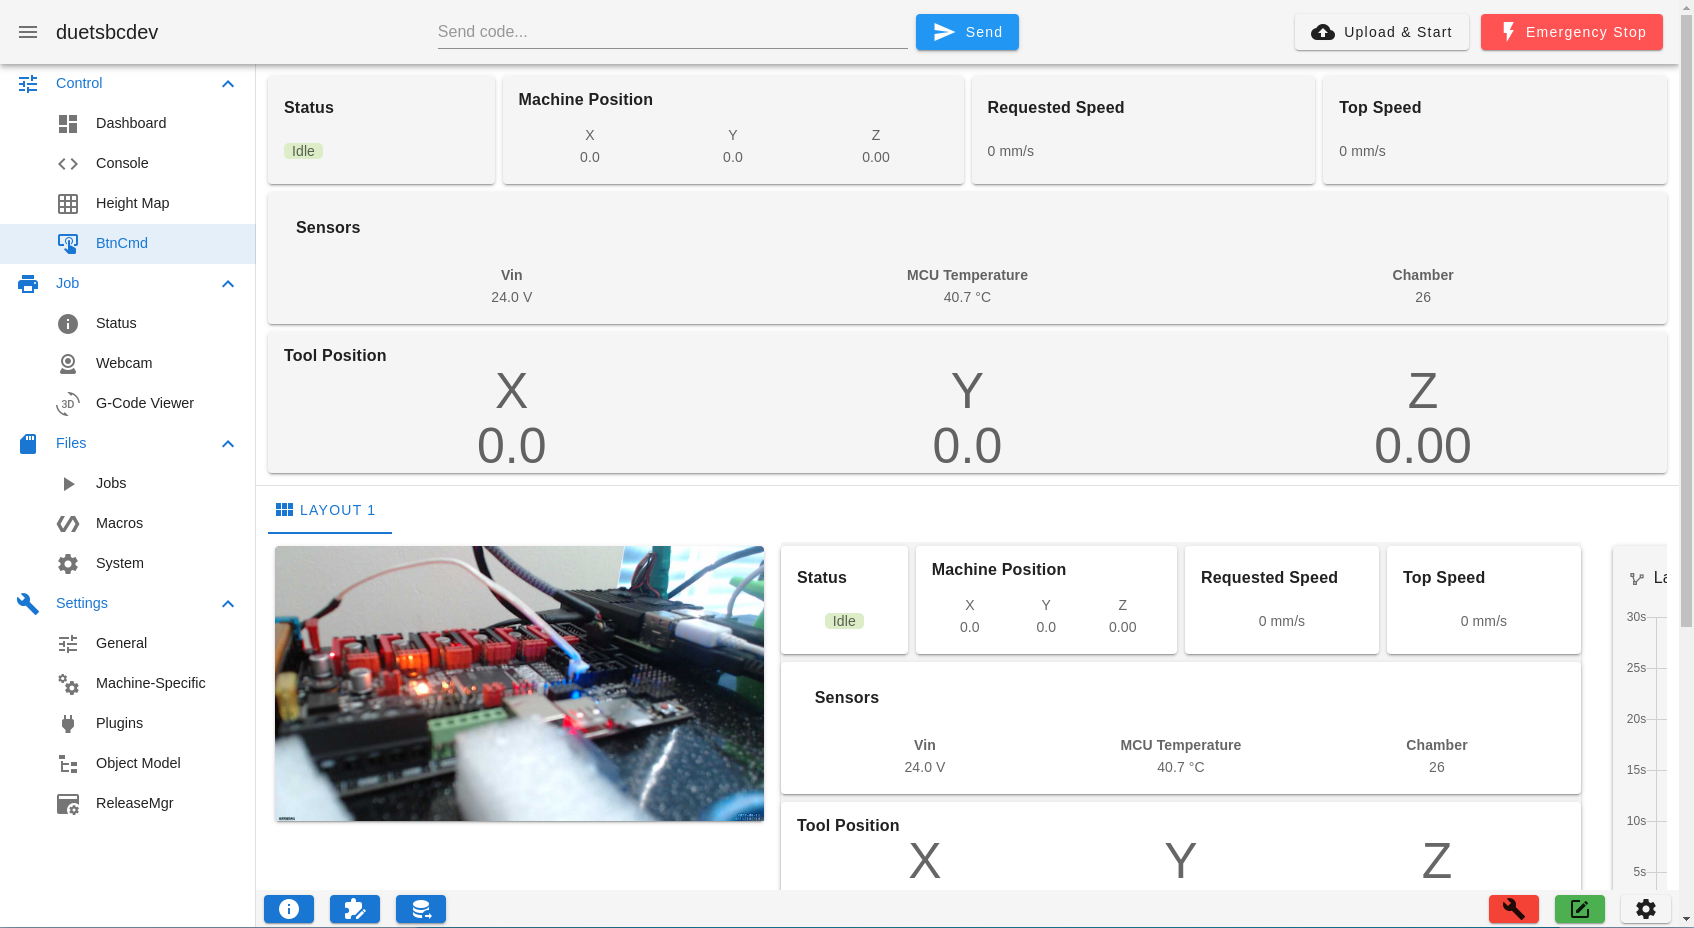 duetsbcdev
Send code...
Send
Upload & Start
Emergency Stop
Control
Dashboard
Console
Height Map
BtnCmd
Job
Status
Webcam
3D
G-Code Viewer
Files
Jobs
Macros
System
Settings
General
Machine-Specific
Plugins
Object Model
ReleaseMgr
Status
Idle
Machine Position
X Y Z
0.0 0.0 0.00
Requested Speed
0 mm/s
Top Speed
0 mm/s
Sensors
Vin MCU Temperature Chamber
24.0 V 40.7 °C 26
Tool Position
X Y Z
0.0 0.0 0.00
LAYOUT 1
Status
Idle
Machine Position
X Y Z
0.0 0.0 0.00
Requested Speed
0 mm/s
Top Speed
0 mm/s
Sensors
Vin MCU Temperature Chamber
24.0 V 40.7 °C 26
Tool Position
X Y Z
La
30s
25s
20s
15s
10s
5s